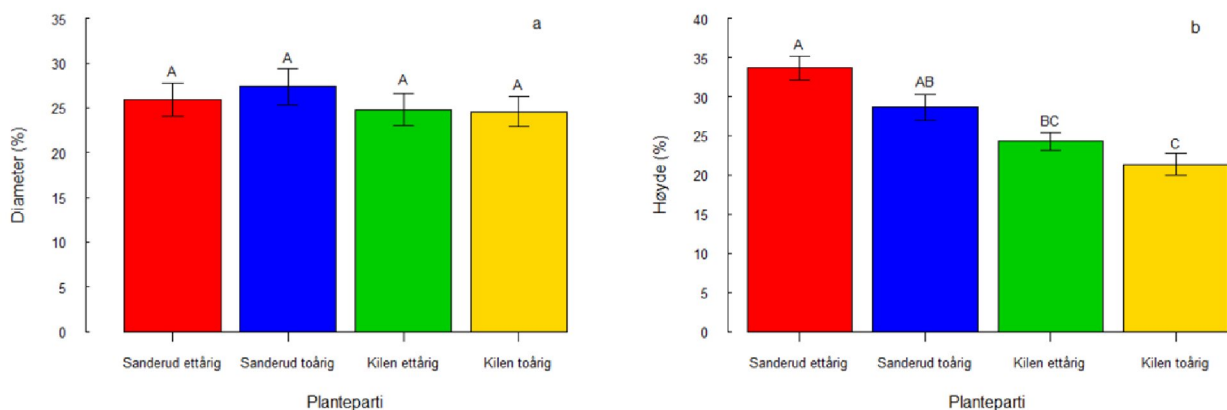 a
Diameter (%)
35
30
25
20
15
10
5
0
A
A
A
A
Sanderud ettårig
Sanderud toårig
Kilen ettårig
Kilen toårig
Planteparti
b
Høyde (%)
40
35
30
25
20
15
10
5
0
A
AB
BC
C
Sanderud ettårig
Sanderud toårig
Kilen ettårig
Kilen toårig
Planteparti